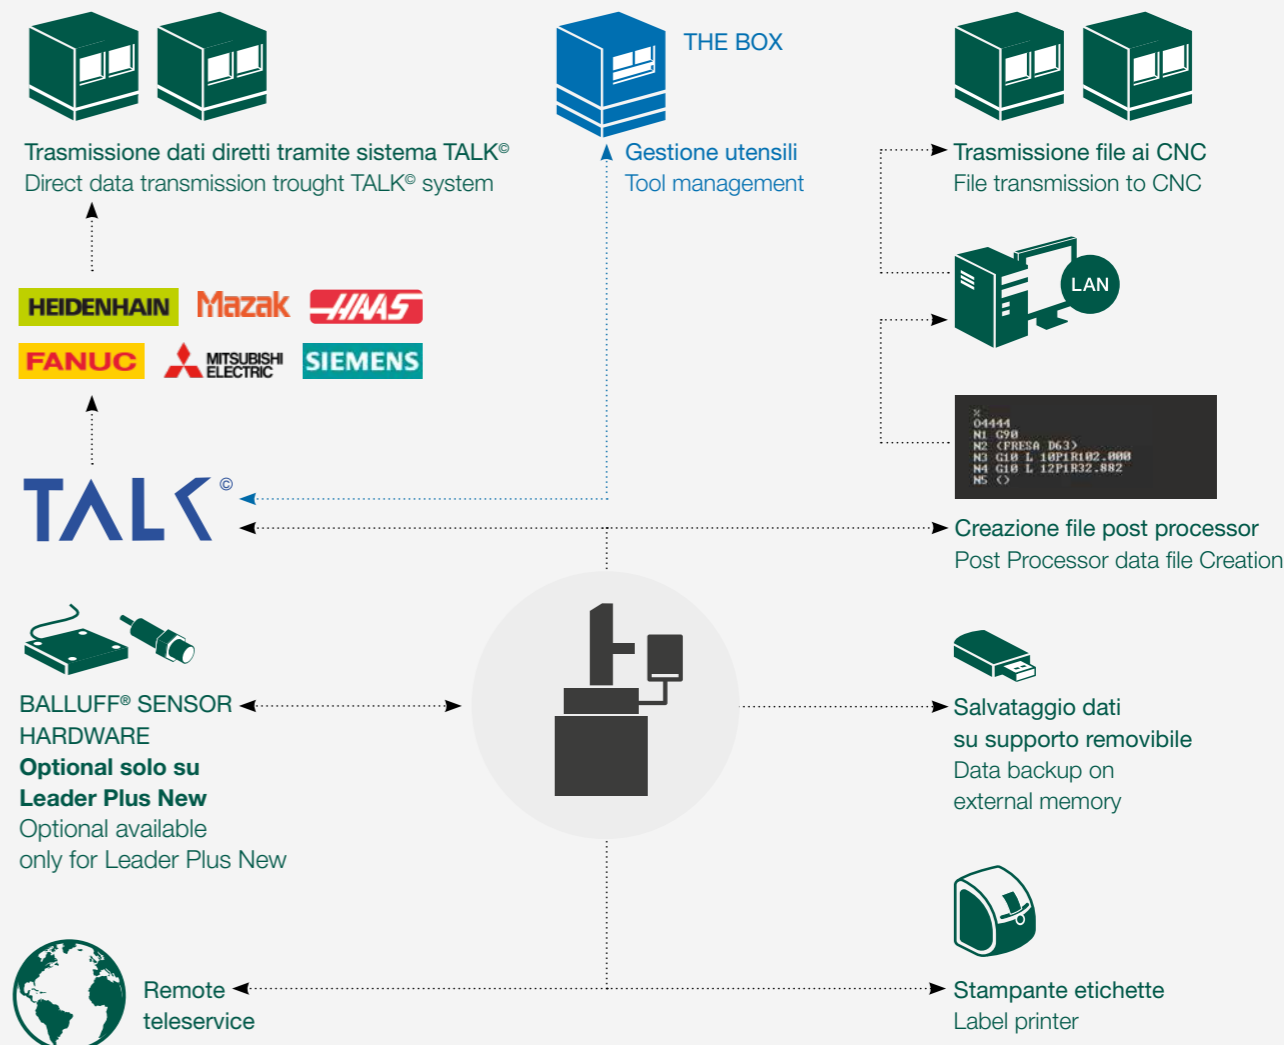 THE BOX
Trasmissione dati diretti tramite sistema TALK©
Direct data transmission trought TALK© system
Gestione utensili
Tool management
Trasmissione file ai CNC
File transmission to CNC
HEIDENHAIN
Mazak
HAAS
FANUC
MITSUBISHI
ELECTRIC
SIEMENS
LAN
%
O4444
N1 G90
N2 (FRESA D63)
N3 G10 L 10P1R102.000
N4 G10 L 12P1R32.882
N5 ()
TALK©
Creazione file post processor
Post Processor data file Creation
BALLUFF® SENSOR
HARDWARE
Optional solo su
Leader Plus New
Optional available
only for Leader Plus New
Salvataggio dati
su supporto removibile
Data backup on
external memory
Remote
teleservice
Stampante etichette
Label printer